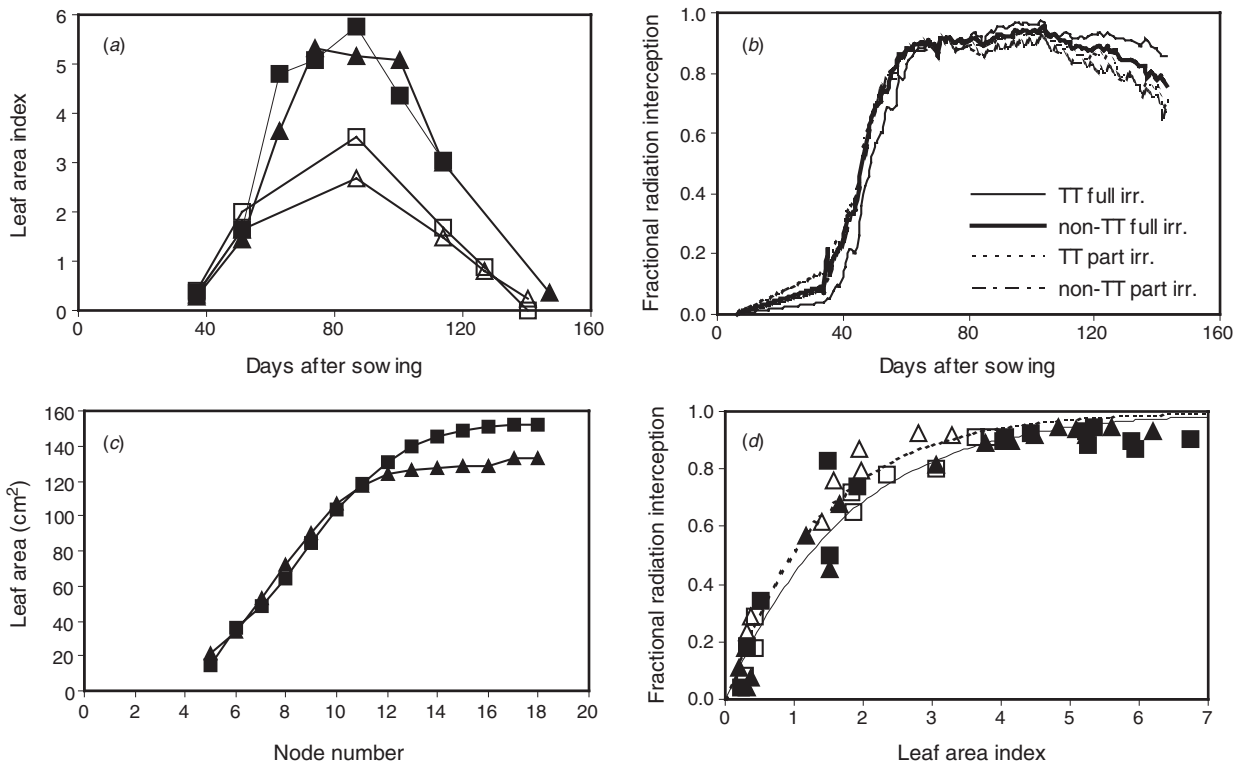 (a)
Leaf area index
6
5
4
3
2
1
0
0 40 80 120 160
Days after sowing
(b)
Fractional radiation interception
1.0
0.8
0.6
0.4
0.2
0.0
TT full irr.
non-TT full irr.
TT part irr.
non-TT part irr.
0 40 80 120 160
Days after sowing
(c)
Leaf area (cm2)
160
140
120
100
80
60
40
20
0
0 2 4 6 8 10 12 14 16 18 20
Node number
(d)
Fractional radiation interception
1.0
0.8
0.6
0.4
0.2
0.0
0 1 2 3 4 5 6 7
Leaf area index